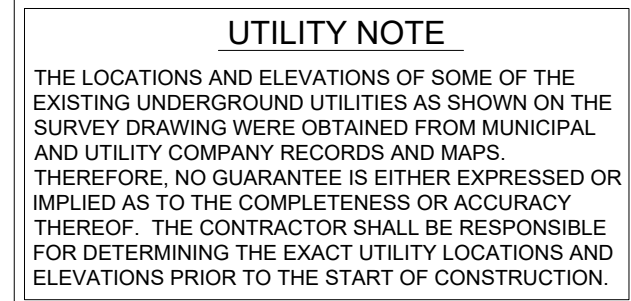 UTILITY NOTE
THE LOCATIONS AND ELEVATIONS OF SOME OF THE
EXISTING UNDERGROUND UTILITIES AS SHOWN ON THE
SURVEY DRAWING WERE OBTAINED FROM MUNICIPAL
AND UTILITY COMPANY RECORDS AND MAPS.
THEREFORE, NO GUARANTEE IS EITHER EXPRESSED OR
IMPLIED AS TO THE COMPLETENESS OR ACCURACY
THEREOF. THE CONTRACTOR SHALL BE RESPONSIBLE
FOR DETERMINING THE EXACT UTILITY LOCATIONS AND
ELEVATIONS PRIOR TO THE START OF CONSTRUCTION.